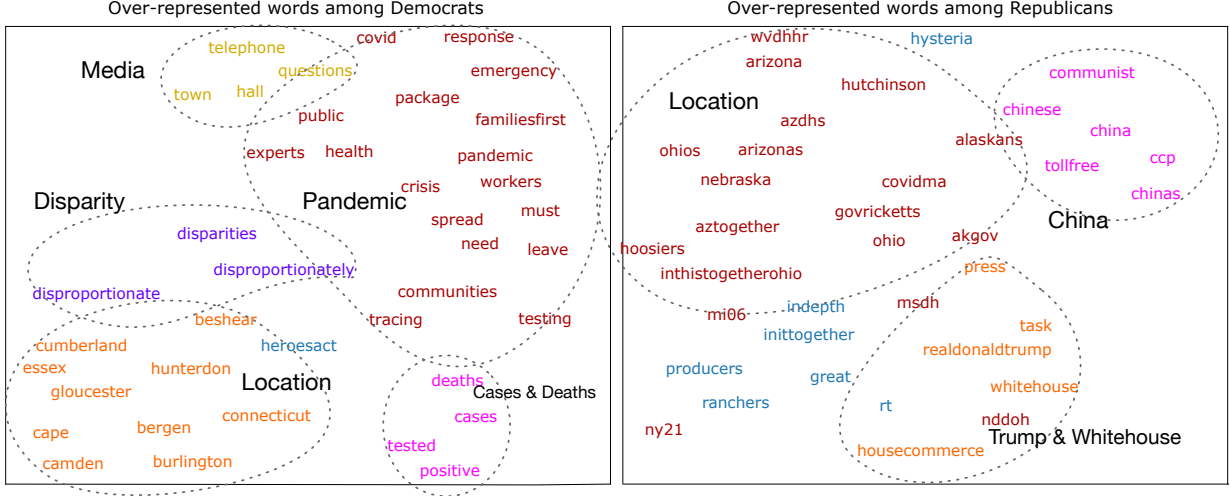 Over-represented words among Democrats
telephone
covid
response
Media
questions
emergency
town
hall
package
public
familiesfirst
experts
health
pandemic
crisis
workers
Disparity
Pandemic
must
spread
disparities
need
leave
disproportionately
disproportionate
communities
beshear
tracing
testing
cumberland
heroesact
essex
hunterdon
gloucester
Location
deaths
Cases & Deaths
connecticut
cases
cape
bergen
tested
camden
burlington
positive
Over-represented words among Republicans
wvdhhr
hysteria
arizona
communist
hutchinson
Location
chinese
azdhs
china
alaskans
ohios
arizonas
ccp
tollfree
nebraska
covidma
chinas
govricketts
China
aztogether
akgov
ohio
hoosiers
press
inthistogetherohio
msdh
indepth
mi06
task
inittogether
realdonaldtrump
producers
great
whitehouse
ranchers
rt
nddoh
ny21
Trump & Whitehouse
housecommerce